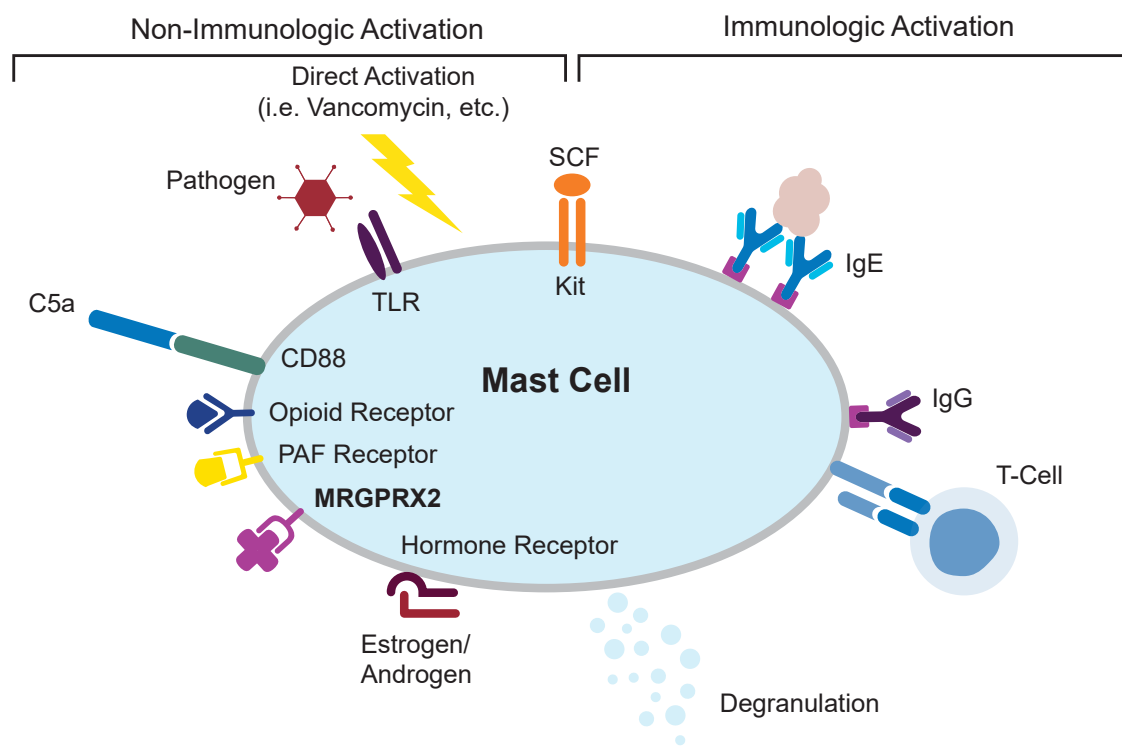 Non-Immunologic Activation
Immunologic Activation
Direct Activation
(i.e. Vancomycin, etc.)
Pathogen
SCF
TLR
Kit
IgE
C5a
CD88
Mast Cell
Opioid Receptor
IgG
PAF Receptor
MRGPRX2
T-Cell
Hormone Receptor
Estrogen/
Androgen
Degranulation